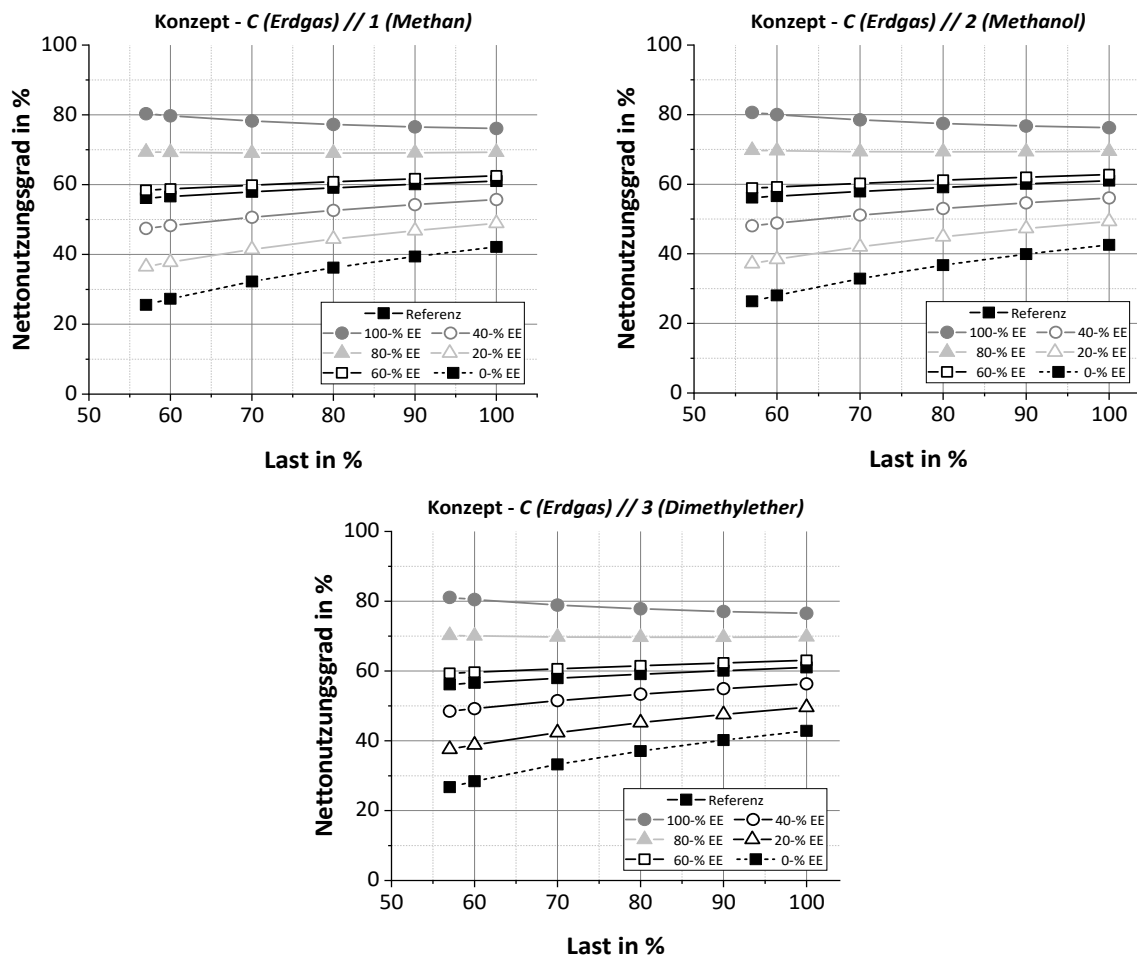 Konzept - C (Erdgas) // 1 (Methan)
Nettonutzungsgrad in %
100
80
60
40
20
0
Referenz
100-% EE 40-% EE
80-% EE 20-% EE
60-% EE 0-% EE
50 60 70 80 90 100
Last in %
Konzept - C (Erdgas) // 2 (Methanol)
Nettonutzungsgrad in %
100
80
60
40
20
0
Referenz
100-% EE 40-% EE
80-% EE 20-% EE
60-% EE 0-% EE
50 60 70 80 90 100
Last in %
Konzept - C (Erdgas) // 3 (Dimethylether)
Nettonutzungsgrad in %
100
80
60
40
20
0
Referenz
100-% EE 40-% EE
80-% EE 20-% EE
60-% EE 0-% EE
50 60 70 80 90 100
Last in %